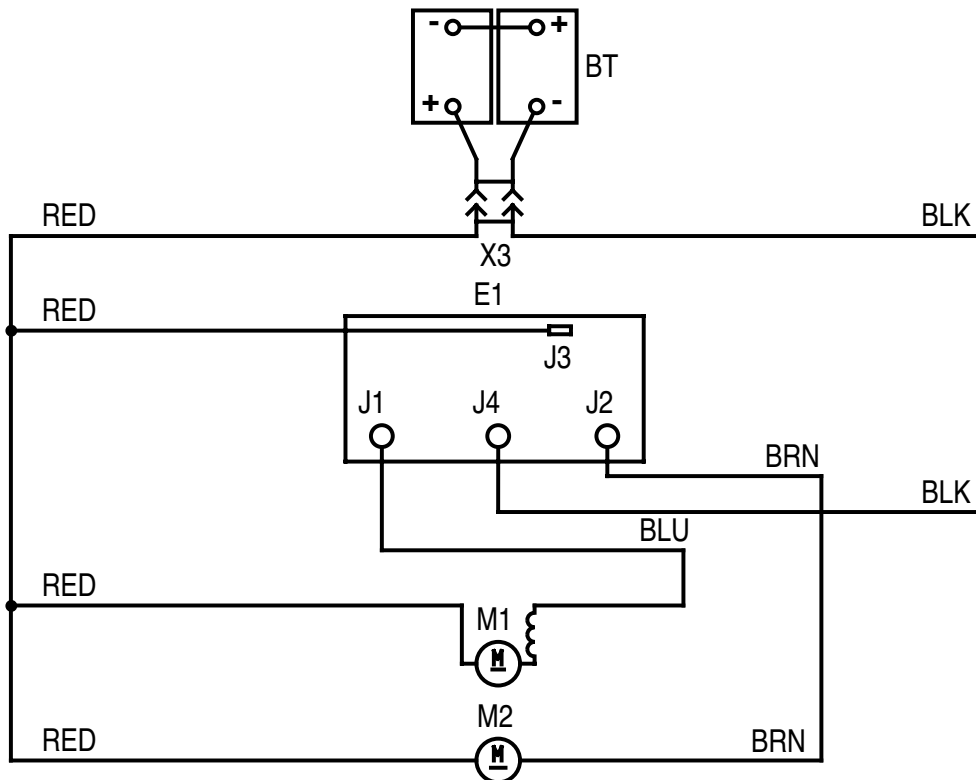 - +
BT
+ -
RED BLK
X3
E1
RED
J3
J1 J4 J2
BRN
BLK
BLU
RED
M1
M
M2
RED BRN
M